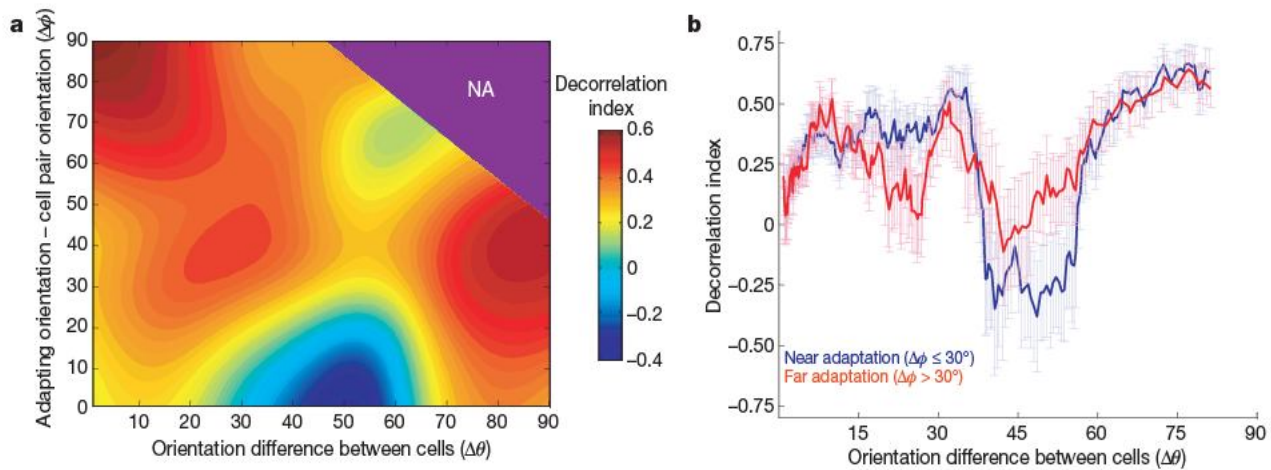 a
Adapting orientation – cell pair orientation (Δϕ)
90
80
70
60
50
40
30
20
10
0
10 20 30 40 50 60 70 80 90
Orientation difference between cells (Δθ)
NA
Decorrelation
index
0.6
0.4
0.2
0
–0.2
–0.4
b
Decorrelation index
0.75
0.50
0.25
0
–0.25
–0.50
–0.75
Near adaptation (Δϕ ≤ 30°)
Far adaptation (Δϕ > 30°)
15 30 45 60 75 90
Orientation difference between cells (Δθ)